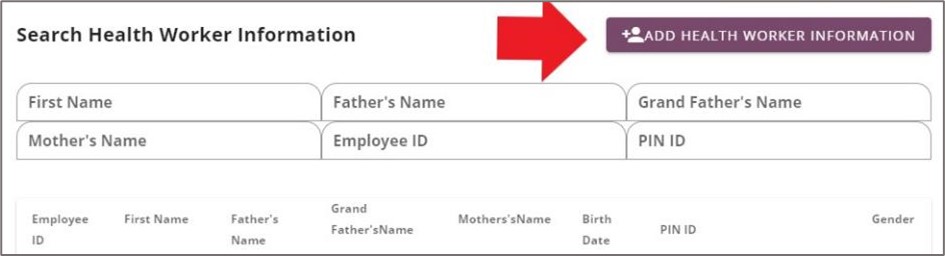 Search Health Worker Information
ADD HEALTH WORKER INFORMATION
First Name
Father's Name
Grand Father's Name
Mother's Name
Employee ID
PIN ID
Employee
ID
First Name
Father's
Name
Grand
Father'sName
Mothers'sName
Birth
Date
PIN ID
Gender